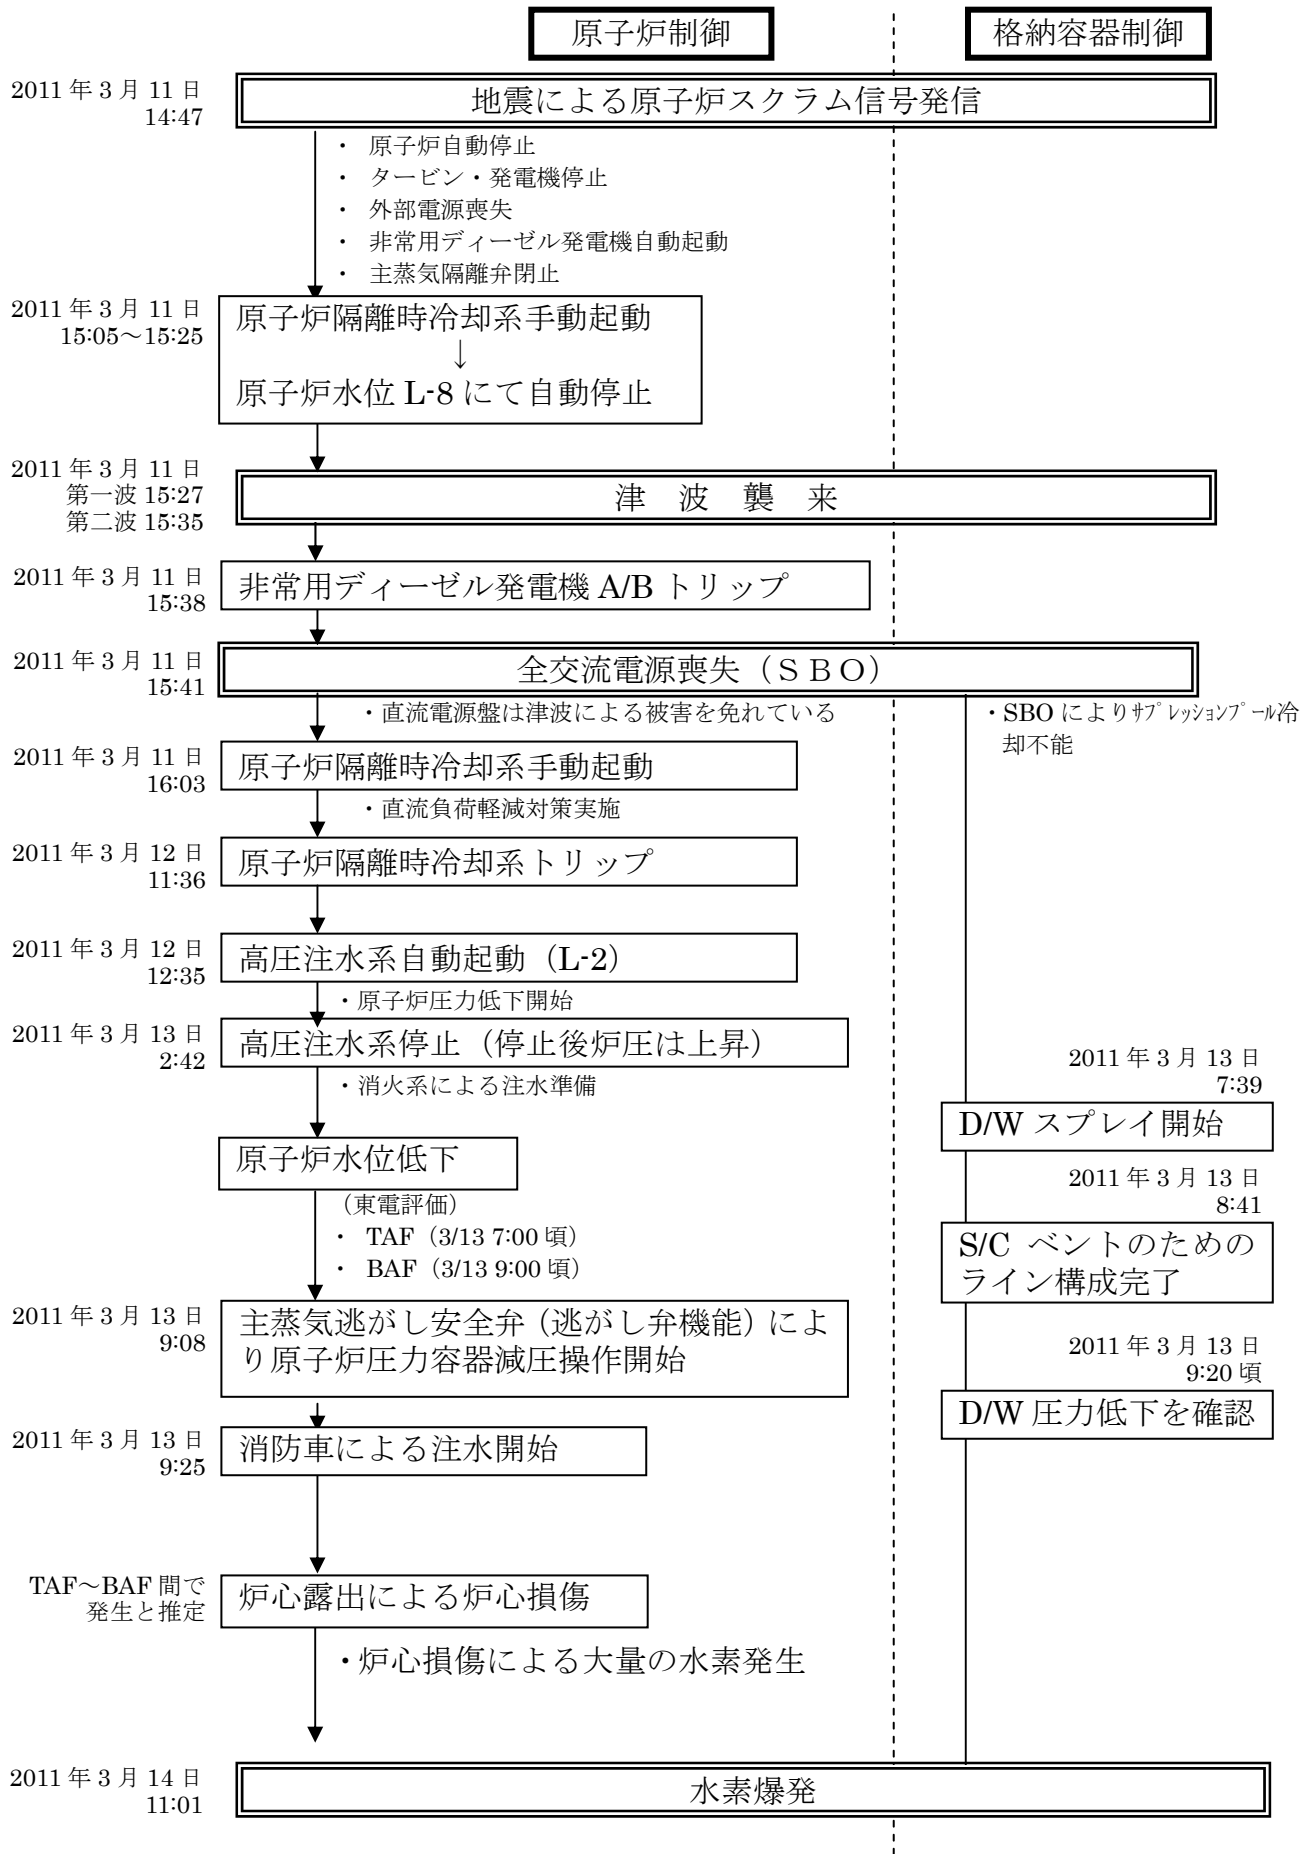 原子炉制御
格納容器制御
2011 年 3 月 11 日
14:47
地震による原子炉スクラム信号発信
・ 原子炉自動停止
・ タービン・発電機停止
・ 外部電源喪失
・ 非常用ディーゼル発電機自動起動
・ 主蒸気隔離弁閉止
2011 年 3 月 11 日
15:05～15:25
原子炉隔離時冷却系手動起動
↓
原子炉水位 L-8 にて自動停止
2011 年 3 月 11 日
第一波 15:27
第二波 15:35
津 波 襲 来
2011 年 3 月 11 日
15:38
非常用ディーゼル発電機 A/B トリップ
2011 年 3 月 11 日
15:41
全交流電源喪失（ＳＢＯ）
・直流電源盤は津波による被害を免れている
・SBO によりｻﾌﾟﾚｯｼｮﾝﾌﾟｰﾙ冷
却不能
2011 年 3 月 11 日
16:03
原子炉隔離時冷却系手動起動
・直流負荷軽減対策実施
2011 年 3 月 12 日
11:36
原子炉隔離時冷却系トリップ
2011 年 3 月 12 日
12:35
高圧注水系自動起動（L-2）
・原子炉圧力低下開始
2011 年 3 月 13 日
2:42
高圧注水系停止（停止後炉圧は上昇）
・消火系による注水準備
2011 年 3 月 13 日
7:39
D/W スプレイ開始
原子炉水位低下
（東電評価）
・ TAF（3/13 7:00 頃）
・ BAF（3/13 9:00 頃）
2011 年 3 月 13 日
8:41
S/C ベントのための
ライン構成完了
2011 年 3 月 13 日
9:08
主蒸気逃がし安全弁（逃がし弁機能）によ
り原子炉圧力容器減圧操作開始
2011 年 3 月 13 日
9:20 頃
D/W 圧力低下を確認
2011 年 3 月 13 日
9:25
消防車による注水開始
TAF～BAF 間で
発生と推定
炉心露出による炉心損傷
・炉心損傷による大量の水素発生
2011 年 3 月 14 日
11:01
水素爆発